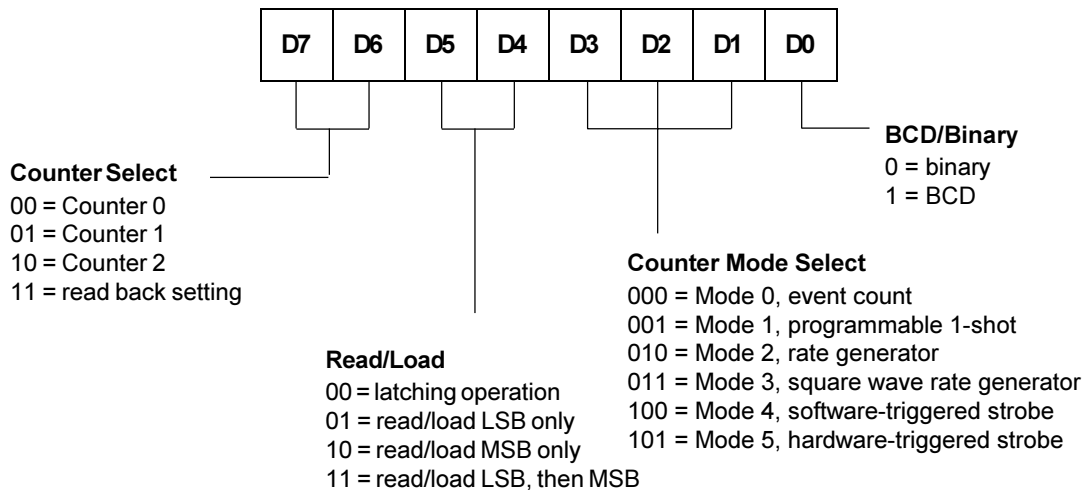 D7 D6 D5 D4 D3 D2 D1 D0
BCD/Binary
0 = binary
1 = BCD
Counter Select
00 = Counter 0
01 = Counter 1
10 = Counter 2
11 = read back setting
Counter Mode Select
000 = Mode 0, event count
001 = Mode 1, programmable 1-shot
010 = Mode 2, rate generator
011 = Mode 3, square wave rate generator
100 = Mode 4, software-triggered strobe
101 = Mode 5, hardware-triggered strobe
Read/Load
00 = latching operation
01 = read/load LSB only
10 = read/load MSB only
11 = read/load LSB, then MSB